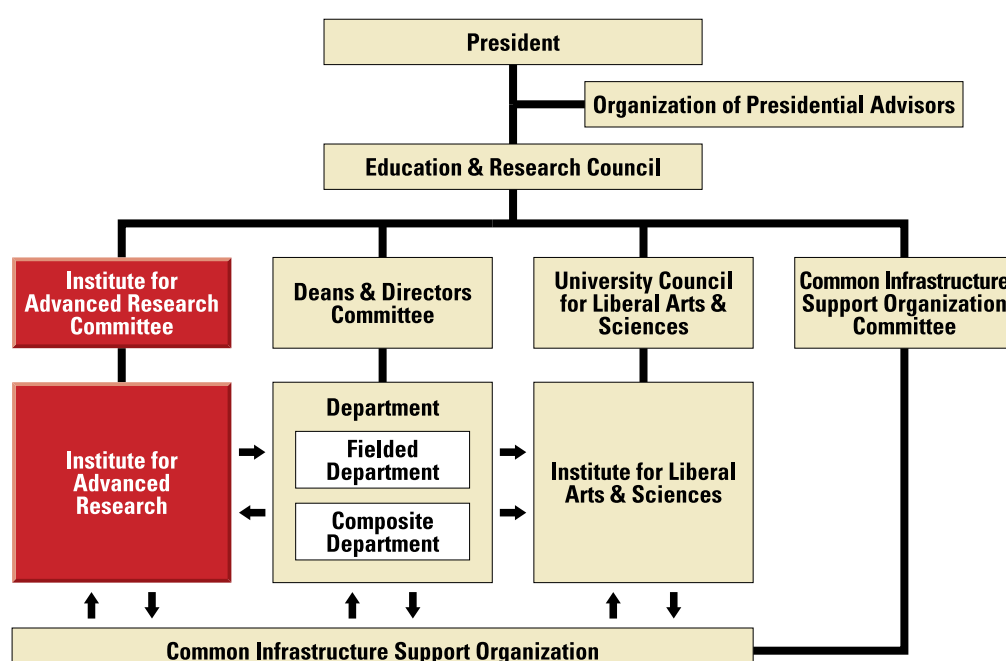 President
Organization of Presidential Advisors
Education & Research Council
Institute for
Advanced Research
Committee
Deans & Directors
Committee
University Council
for Liberal Arts &
Sciences
Common Infrastructure
Support Organization
Committee
Institute for
Advanced
Research
Department
Fielded
Department
Composite
Department
Institute for Liberal
Arts & Sciences
Common Infrastructure Support Organization